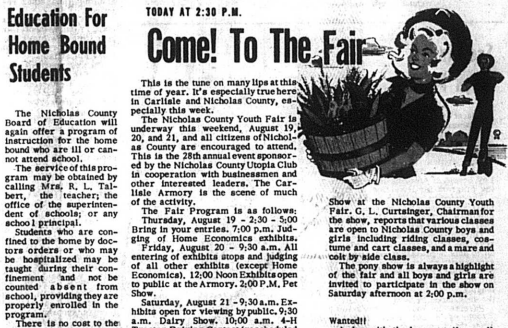 Education For
Home Bound
Students
The Nicholas County
Board of Education will
again offer a program of
instruction for the home
bound who are ill or can-
not attend school.
The service of this pro-
gram may be obtained by
calling Mrs. R. L. Tal-
bert, the teacher; the
office of the superinten-
dent of schools; or any
school principal.
Students who are con-
fined to the home by doc-
tors orders or who may
be hospitalized may be
taught during their con-
finement and not be
counted absent from
school, providing they are
properly enrolled in the
program.
There is no cost to the
TODAY AT 2:30 P.M.
Come! To The Fair
This is the tune on many lips at this
time of year. It's especially true here
in Carlisle and Nicholas County, es-
pecially this week.
The Nicholas County Youth Fair is
underway this weekend, August 19,
20, and 21, and all citizens of Nichol-
as County are encouraged to attend.
This is the 28th annual event sponsor-
ed by the Nicholas County Utopia Club
in cooperation with businessmen and
other interested leaders. The Car-
lisle Armory is the scene of much
of the activity.
The Fair Program is as follows:
Thursday, August 19 - 2:30 - 5:00
Bring in your entries. 7:00 p.m. Jud-
ging of Home Economics exhibits.
Friday, August 20 - 9:30 a.m. All
entering of exhibits stops and judging
of all other exhibits (except Home
Economics). 12:00 Noon Exhibits open
to public at the Armory. 2:00 P.M. Pet
Show.
Saturday, August 21 - 9:30 a.m. Ex-
hibits open for viewing by public. 9:30
a.m. Dairy Show. 10:00 a.m. 4-H
Show at the Nicholas County Youth
Fair. G. L. Curtsinger, Chairman for
the show, reports that various classes
are open to Nicholas County boys and
girls including riding classes, cos-
tume and cart classes, and a mare and
colt by side class.
The pony show is always a highlight
of the fair and all boys and girls are
invited to participate in the show on
Saturday afternoon at 2:00 p.m.
Wanted!!